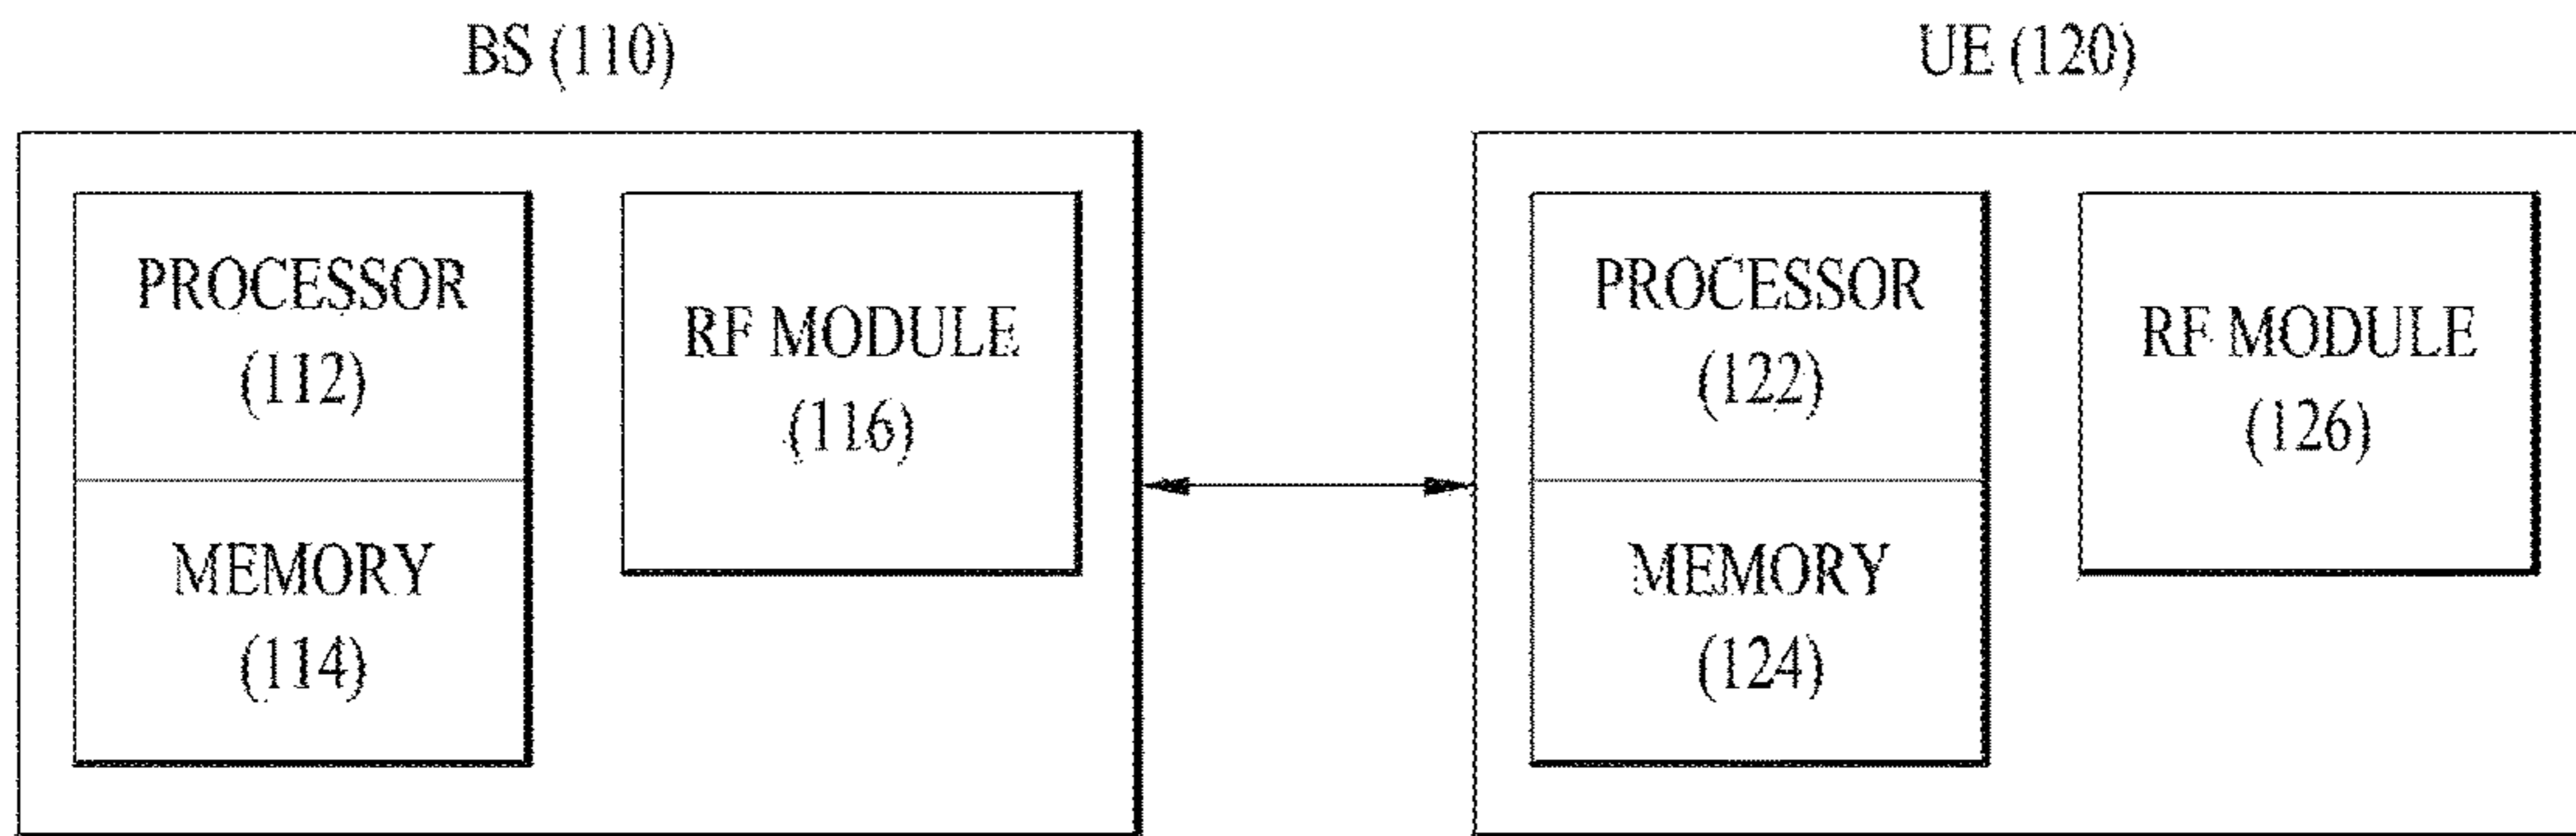 BS (110)
PROCESSOR
(112)
MEMORY
(114)
RF MODULE
(116)
UE (120)
PROCESSOR
(122)
MEMORY
(124)
RF MODULE
(126)